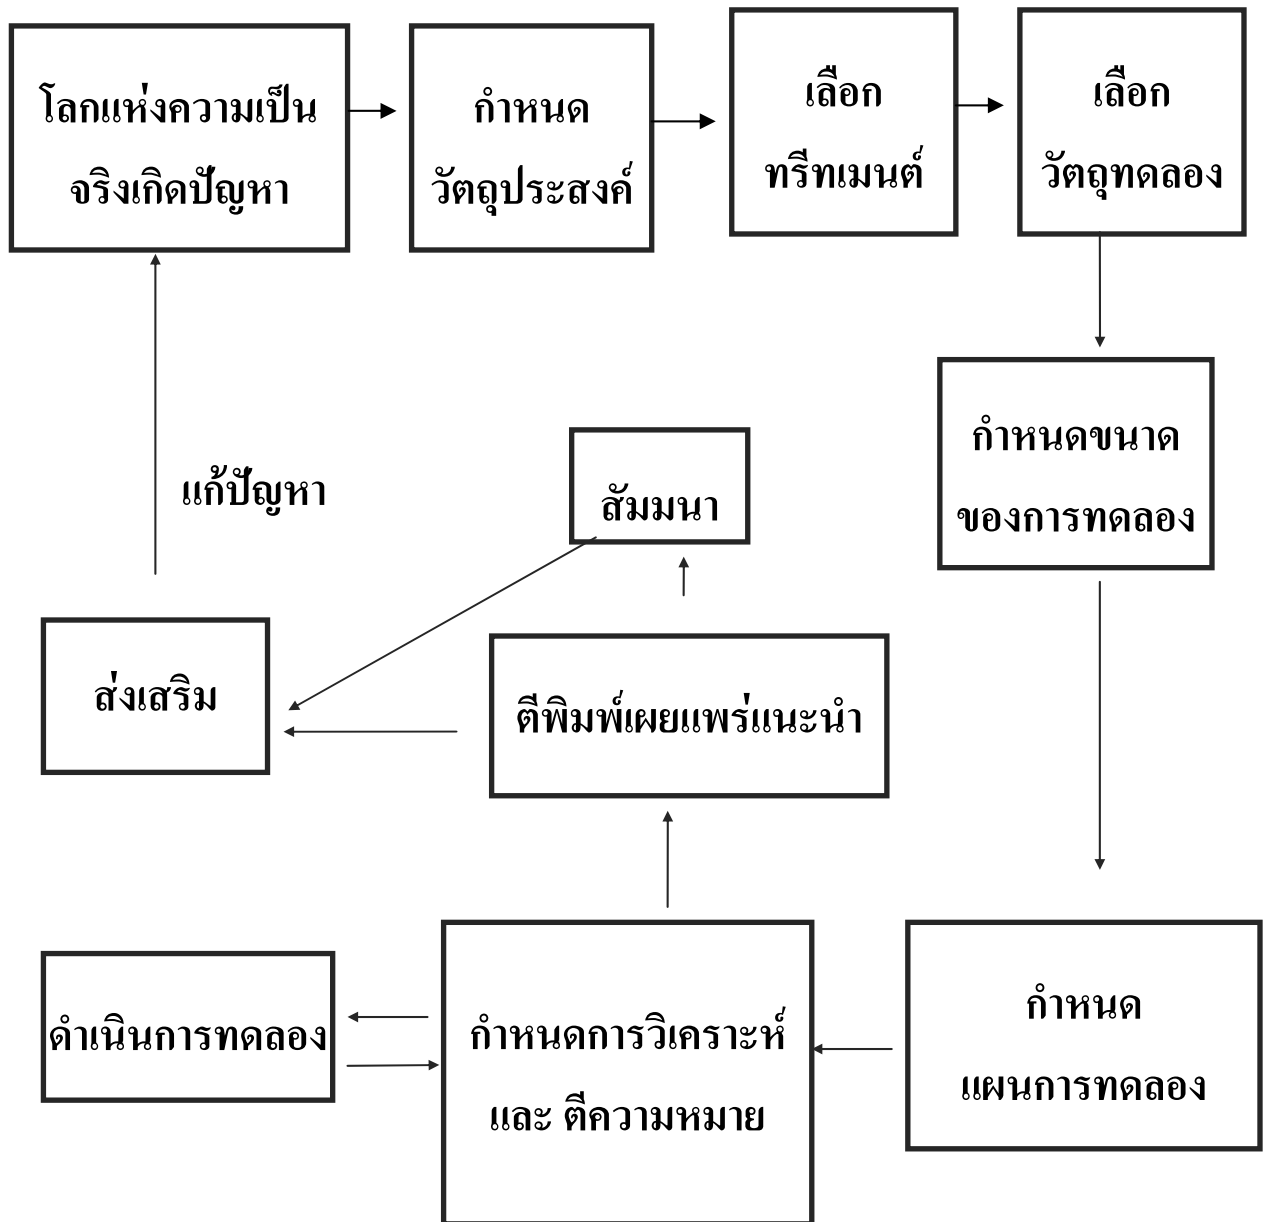 โลกแห่งความเป็น
จริงเกิดปัญหา
กำหนด
วัตถุประสงค์
เลือก
ทรีทเมนต์
เลือก
วัตถุทดลอง
กำหนดขนาด
ของการทดลอง
สัมมนา
แก้ปัญหา
ส่งเสริม
ตีพิมพ์เผยแพร่แนะนำ
ดำเนินการทดลอง
กำหนดการวิเคราะห์
และ ตีความหมาย
กำหนด
แผนการทดลอง